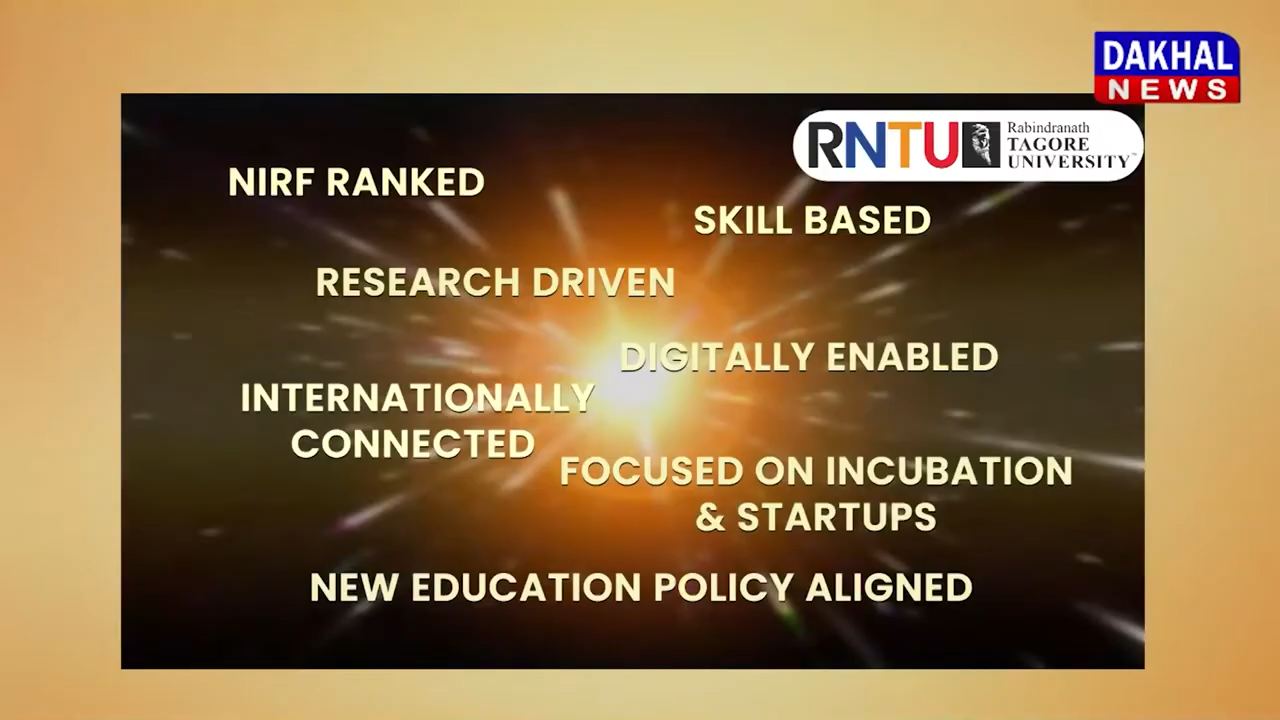 DAKHAL
NEWS
RNTU
Rabindranath
TAGORE
UNIVERSITY™
NIRF RANKED
SKILL BASED
RESEARCH DRIVEN
DIGITALLY ENABLED
INTERNATIONALLY
CONNECTED
FOCUSED ON INCUBATION
& STARTUPS
NEW EDUCATION POLICY ALIGNED